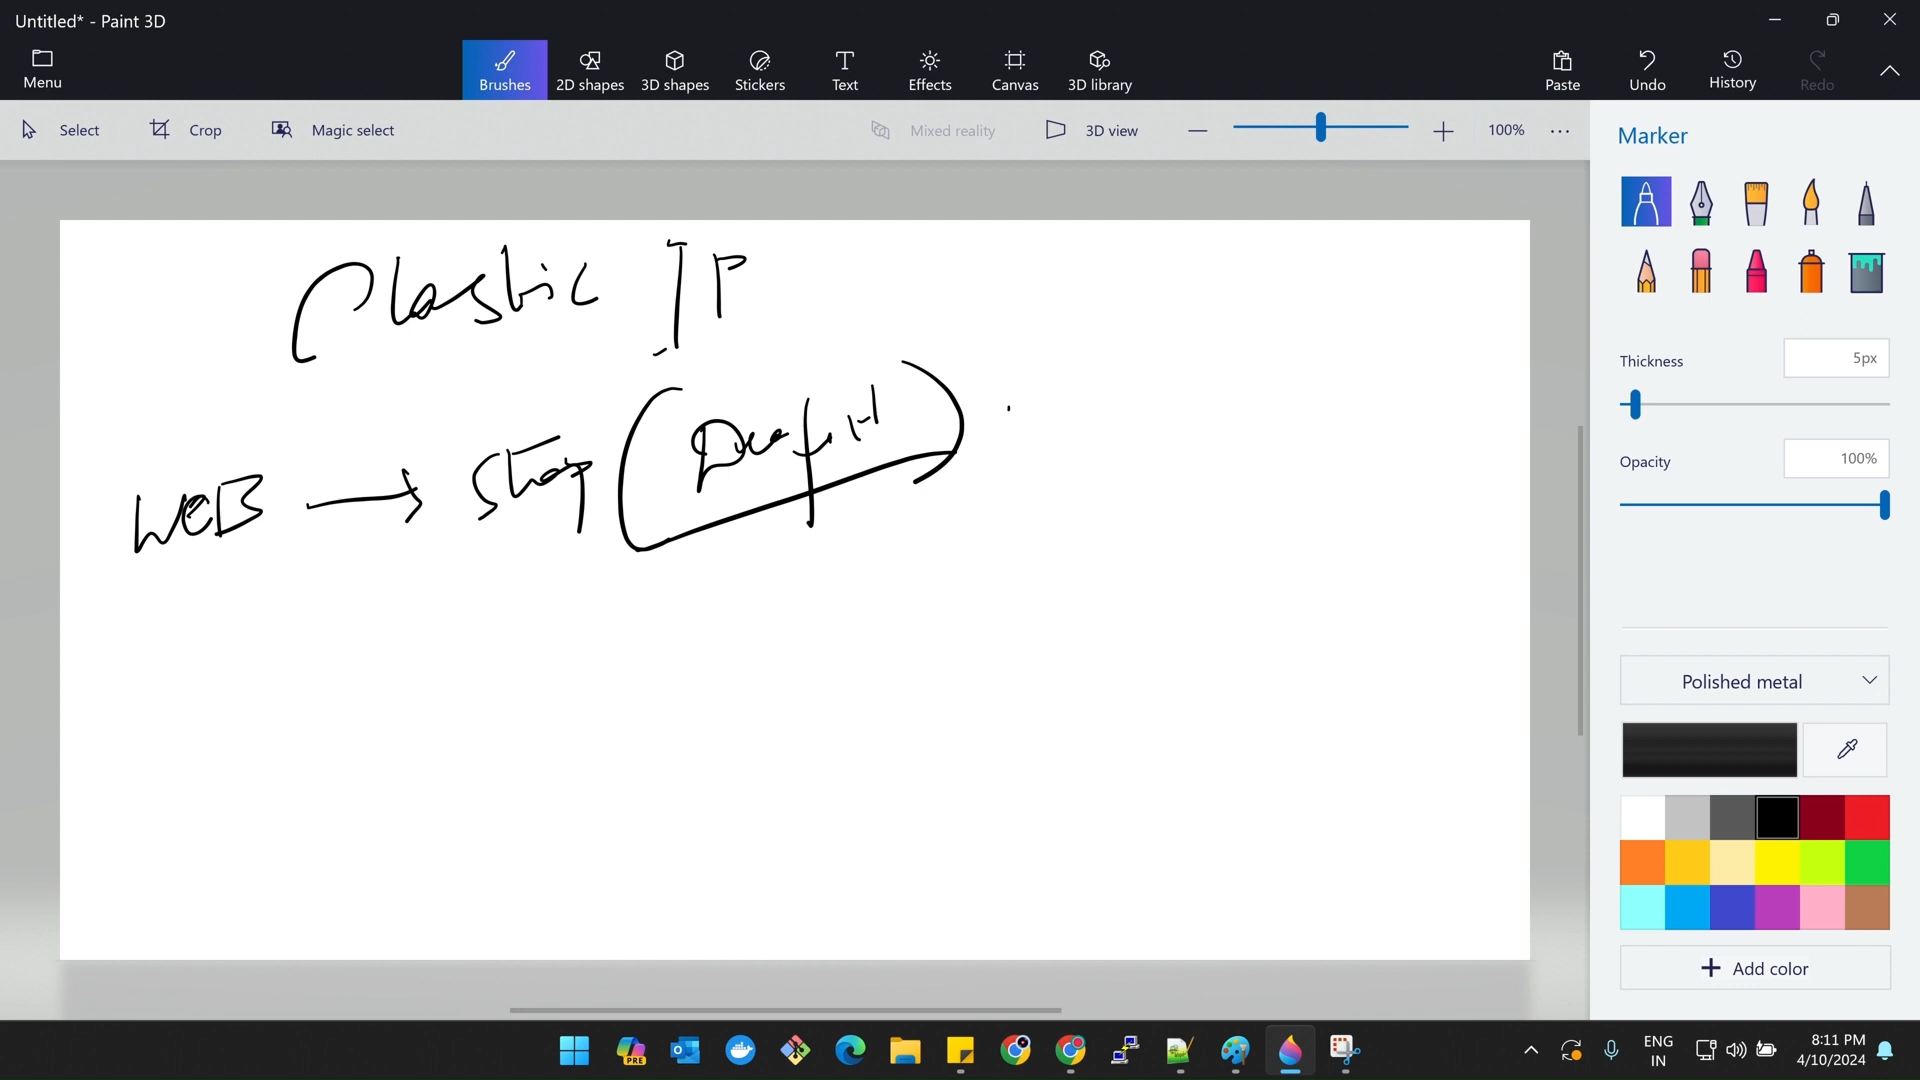 Untitled* - Paint 3D
Menu
Brushes
2D shapes
3D shapes
Stickers
Text
Effects
Canvas
3D library
Paste
Undo
History
Redo
Select
Crop
Magic select
Mixed reality
3D view
100%
Marker
Thickness
5px
Opacity
100%
Polished metal
Add color
Elastic IP
WEB → Stop
PRE
ENG
IN
8:11 PM
4/10/2024